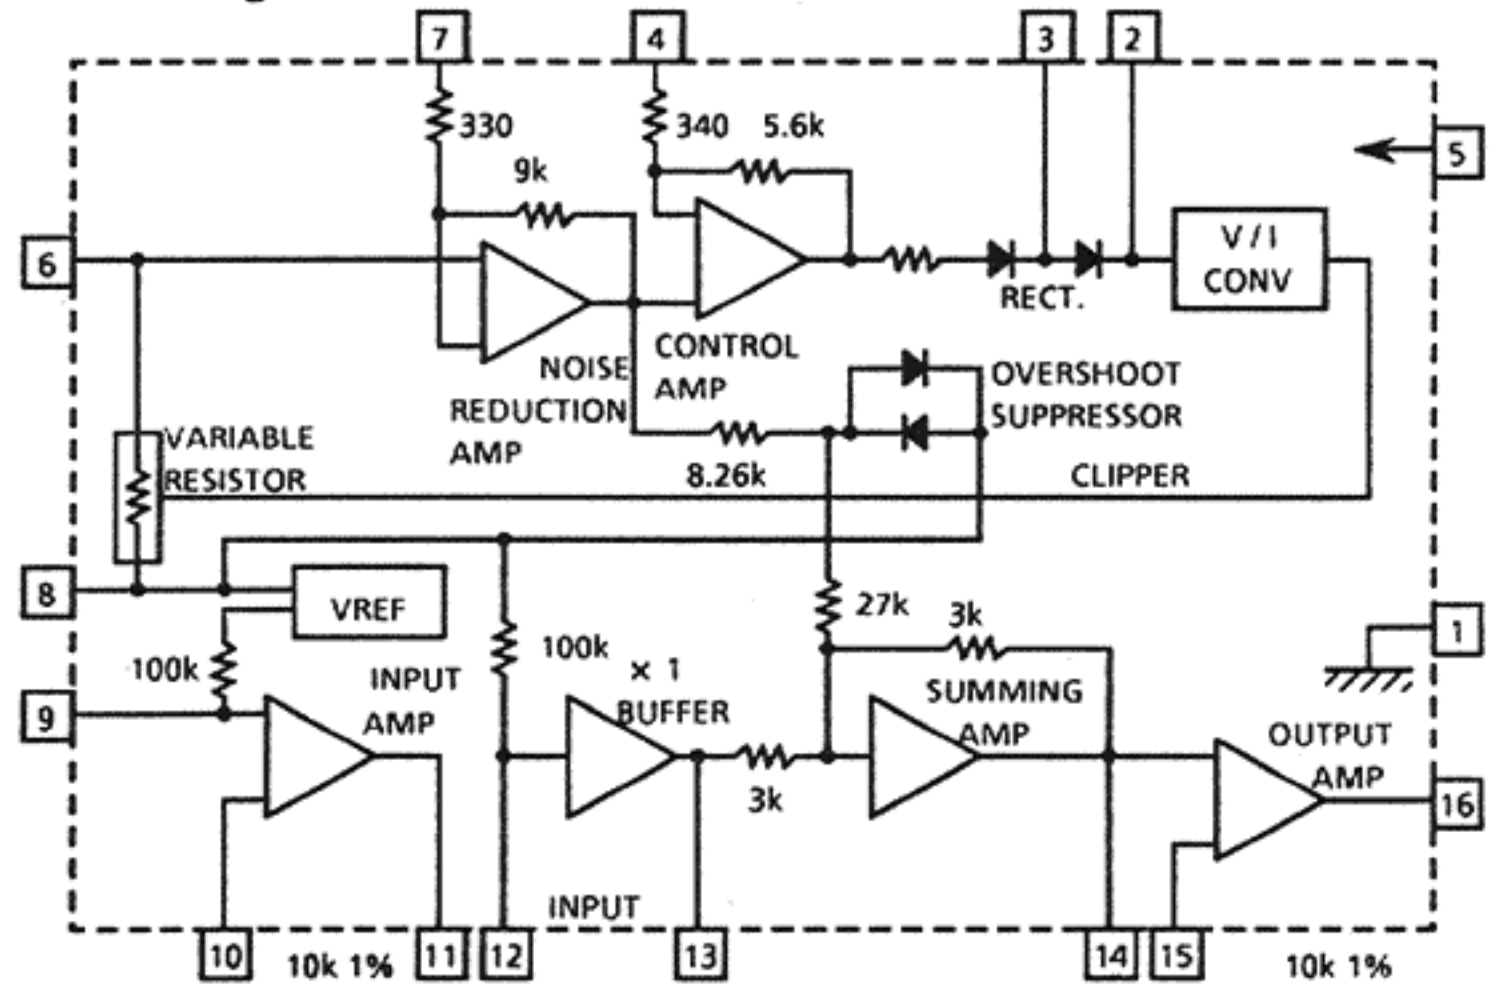 7
4
3
2
330
340
5.6k
5
9k
6
V / I
CONV
RECT.
CONTROL
AMP
NOISE
REDUCTION
AMP
OVERSHOOT
SUPPRESSOR
VARIABLE
RESISTOR
8.26k
CLIPPER
8
VREF
27k
3k
1
100k
100k
x 1
BUFFER
INPUT
AMP
SUMMING
AMP
9
OUTPUT
AMP
3k
16
INPUT
10
10k 1%
11
12
13
14
15
10k 1%